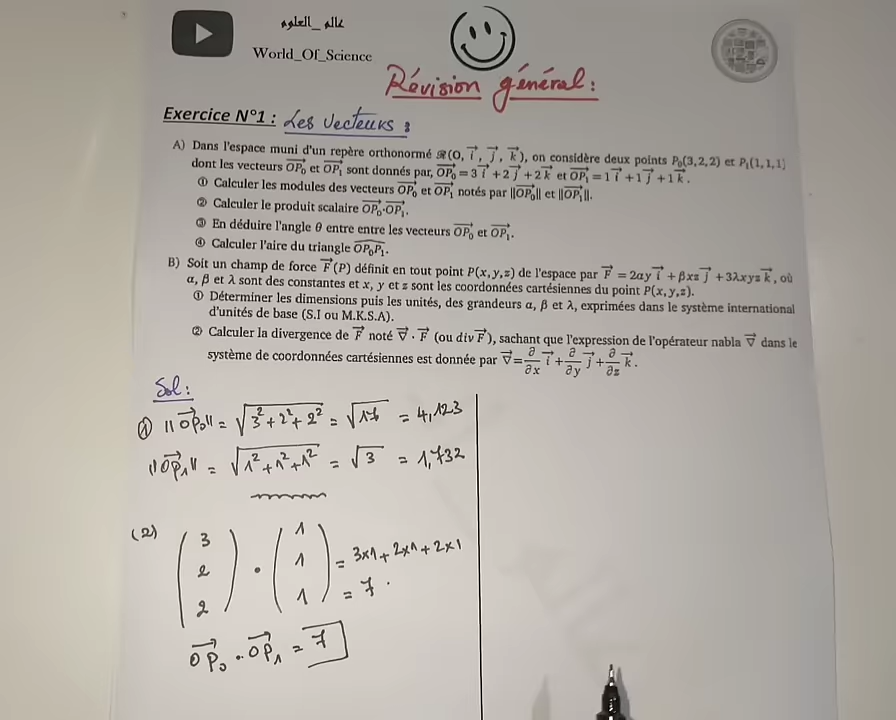 عالم_العلوم
World_Of_Science
Révision général :
Exercice N°1 : Les vecteurs :
A) Dans l'espace muni d'un repère orthonormé ℛ(O, i⃗, j⃗, k⃗), on considère deux points P₀(3,2,2) et P₁(1,1,1)
dont les vecteurs OP₀⃗ et OP₁⃗ sont donnés par, OP₀⃗ = 3 i⃗ + 2 j⃗ + 2 k⃗ et OP₁⃗ = 1 i⃗ + 1 j⃗ + 1 k⃗.
① Calculer les modules des vecteurs OP₀⃗ et OP₁⃗ notés par ||OP₀⃗|| et ||OP₁⃗||.
② Calculer le produit scalaire OP₀⃗·OP₁⃗.
③ En déduire l'angle θ entre entre les vecteurs OP₀⃗ et OP₁⃗.
④ Calculer l'aire du triangle OP₀P₁.
B) Soit un champ de force F⃗(P) définit en tout point P(x,y,z) de l'espace par F⃗ = 2αy i⃗ + βxz j⃗ + 3λxyz k⃗, où
α, β et λ sont des constantes et x, y et z sont les coordonnées cartésiennes du point P(x,y,z).
① Déterminer les dimensions puis les unités, des grandeurs α, β et λ, exprimées dans le système international
d'unités de base (S.I ou M.K.S.A).
② Calculer la divergence de F⃗ noté ∇⃗ · F⃗ (ou div F⃗), sachant que l'expression de l'opérateur nabla ∇⃗ dans le
système de coordonnées cartésiennes est donnée par ∇⃗ = ∂/∂x i⃗ + ∂/∂y j⃗ + ∂/∂z k⃗.
Sol :
① ||OP₀⃗|| = √(3² + 2² + 2²) = √17 = 4,123
||OP₁⃗|| = √(1² + 1² + 1²) = √3 = 1,732
(2) (3 2 2) · (1 1 1) = 3×1 + 2×1 + 2×1
= 7.
OP₀⃗ · OP₁⃗ = 7